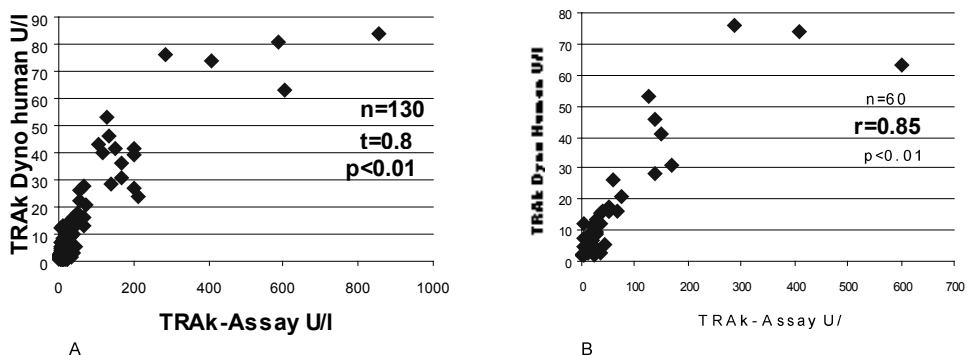 TRAk Dyno human U/l
90
80
70
60
50
40
30
20
10
0
n=130
t=0.8
p<0.01
0 200 400 600 800 1000
TRAk-Assay U/l
A
TRAk Dyno Human U/l
80
70
60
50
40
30
20
10
0
n=60
r=0.85
p<0.01
0 100 200 300 400 500 600 700
TRAk-Assay U/
B